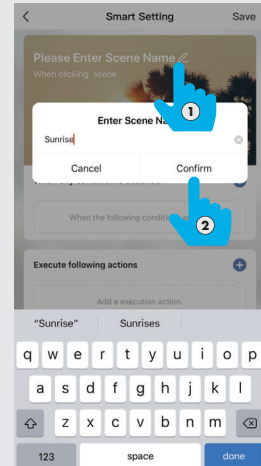 Smart Setting Save
Please Enter Scene Name
When clicking scene
1
Enter Scene Na
Sunrise
Cancel Confirm
2
When the following condition
Execute following actions
Add a execution action.
"Sunrise" Sunrises
q w e r t y u i o p
a s d f g h j k l
z x c v b n m
123 space done